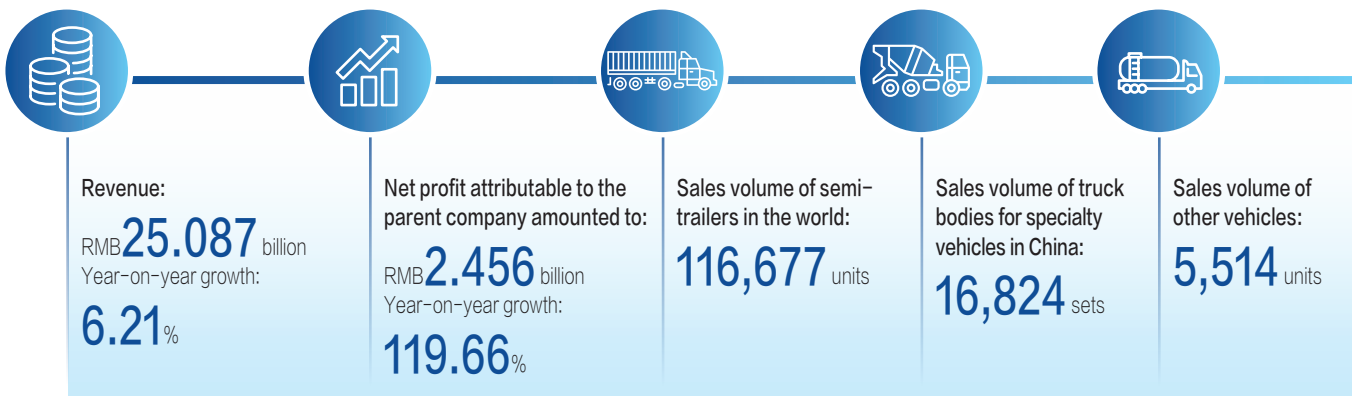 Revenue:
RMB25.087 billion
Year-on-year growth:
6.21%
Net profit attributable to the
parent company amounted to:
RMB2.456 billion
Year-on-year growth:
119.66%
Sales volume of semi-
trailers in the world:
116,677 units
Sales volume of truck
bodies for specialty
vehicles in China:
16,824 sets
Sales volume of
other vehicles:
5,514 units